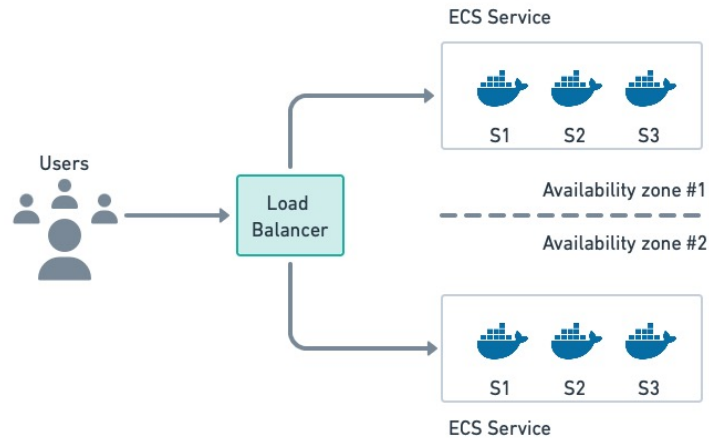 ECS Service
S1 S2 S3
Users
Load
Balancer
Availability zone #1
Availability zone #2
S1 S2 S3
ECS Service